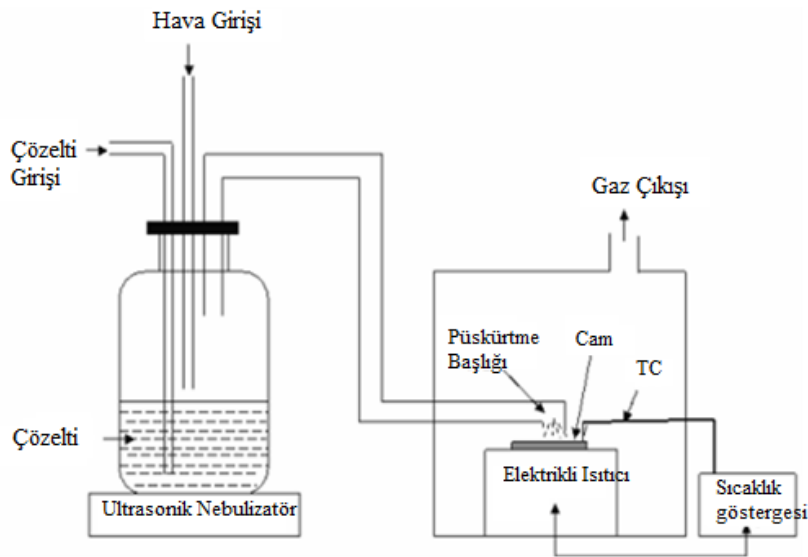 Hava Girişi
Çözelti
Girişi
Gaz Çıkışı
Püskürtme
Başlığı
Cam
TC
Çözelti
Elektrikli Isıtıcı
Ultrasonik Nebulizatör
Sıcaklık
göstergesi